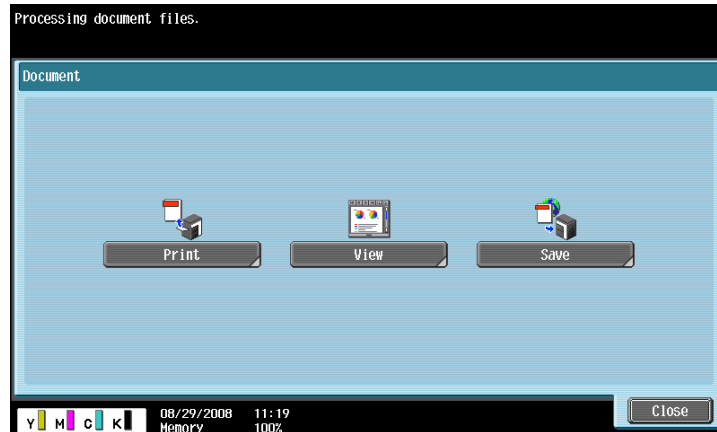 Processing document files.
Document
Print
View
Save
Close
Y M C K
08/29/2008 11:19
Memory 100%